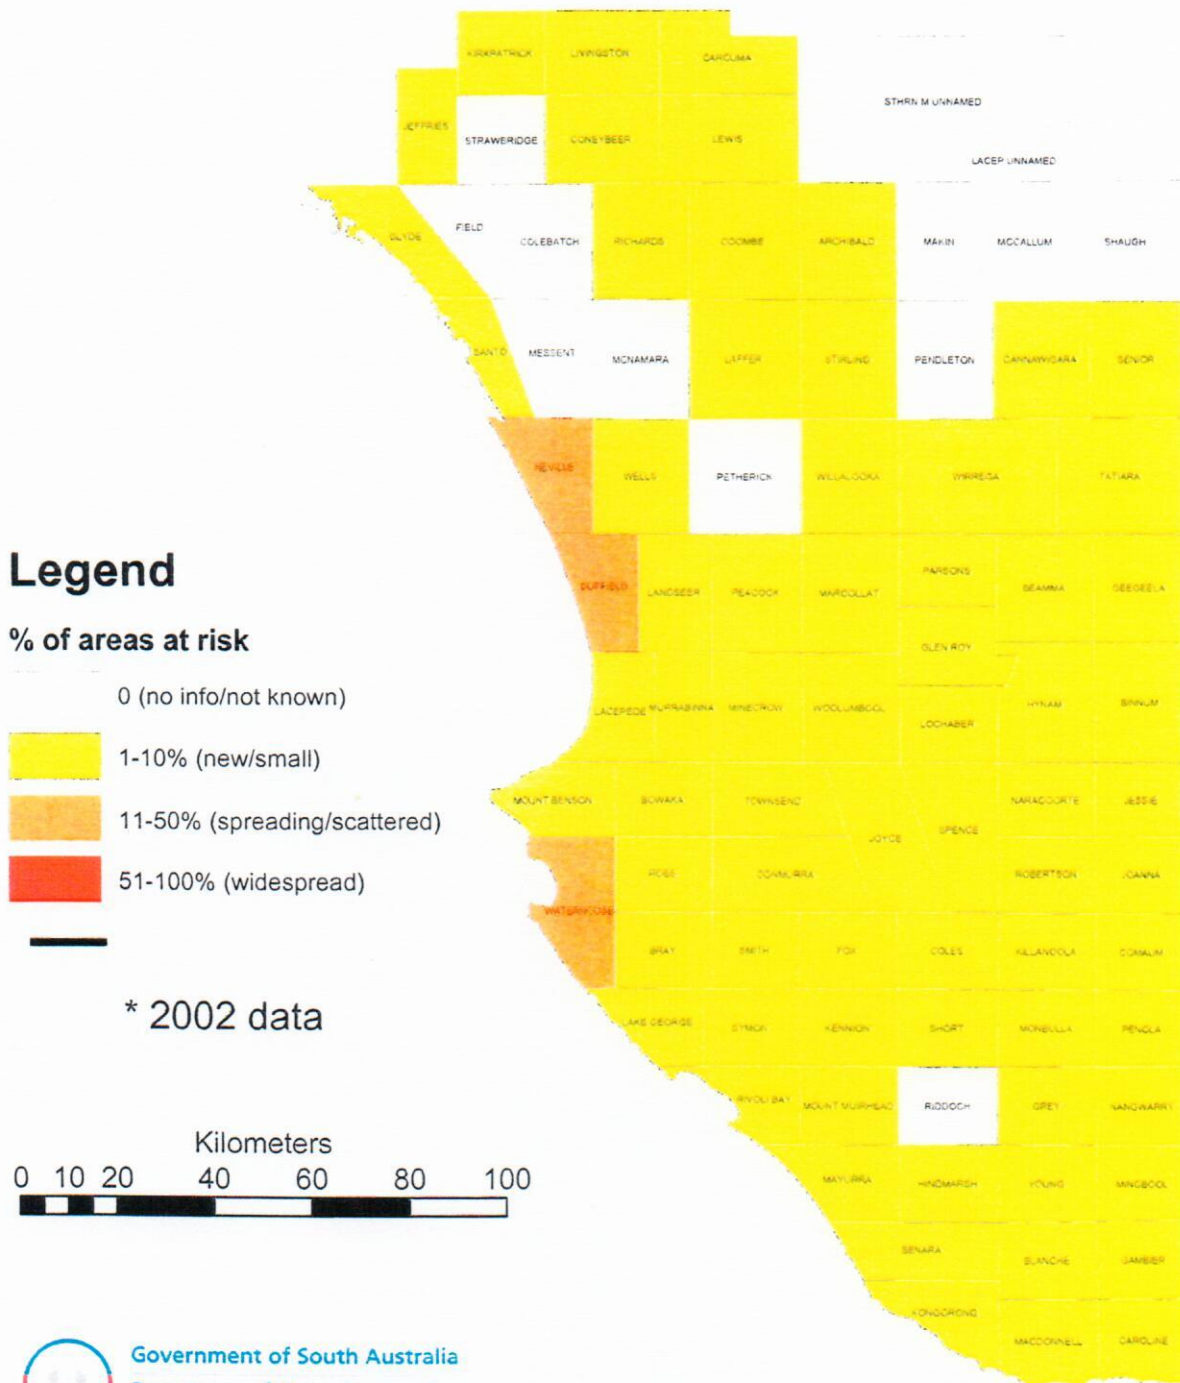 KIRKPATRICK LIVINGSTON CARCUMA
STHRN M UNNAMED
JEFFRIES STRAWERIDGE CONEYBEER LEWIS
LACEP UNNAMED
GLYDE FIELD COLEBATCH RICHARDS COOMBE ARCHIBALD MAKIN MCCALLUM SHAUGH
SANTO MESSENT MCNAMARA LAFFER STIRLING PENDLETON CANNAWIGARA SENIOR
NEVILLE WELLS PETHERICK WILLALOOKA WIRREGA TATIARA
Legend
% of areas at risk
0 (no info/not known)
1-10% (new/small)
11-50% (spreading/scattered)
51-100% (widespread)
* 2002 data
Kilometers
0 10 20 40 60 80 100
DUFFIELD LANDSEER PEACOCK MARCOLLAT PARSONS BEAMMA GEEGEELA
GLEN ROY
LACEPEDE MURRABINNA MINECROW WOOLUMBOOL LOCHABER HYNAM BINNUM
MOUNT BENSON BOWAKA TOWNSEND JOYCE SPENCE NARACOORTE JESSIE
ROSS CONMURRA ROBERTSON JOANNA
WATERHOUSE BRAY SMITH FOX COLES KILLANOOLA COMAUM
LAKE GEORGE SYMON KENNION SHORT MONBULLA PENOLA
RIVOLI BAY MOUNT MUIRHEAD RIDDOCH GREY NANGWARRY
MAYURRA HINDMARSH YOUNG MINGBOOL
BENARA BLANCHE GAMBIER
KONGORONG MACDONNELL CAROLINE
Government of South Australia